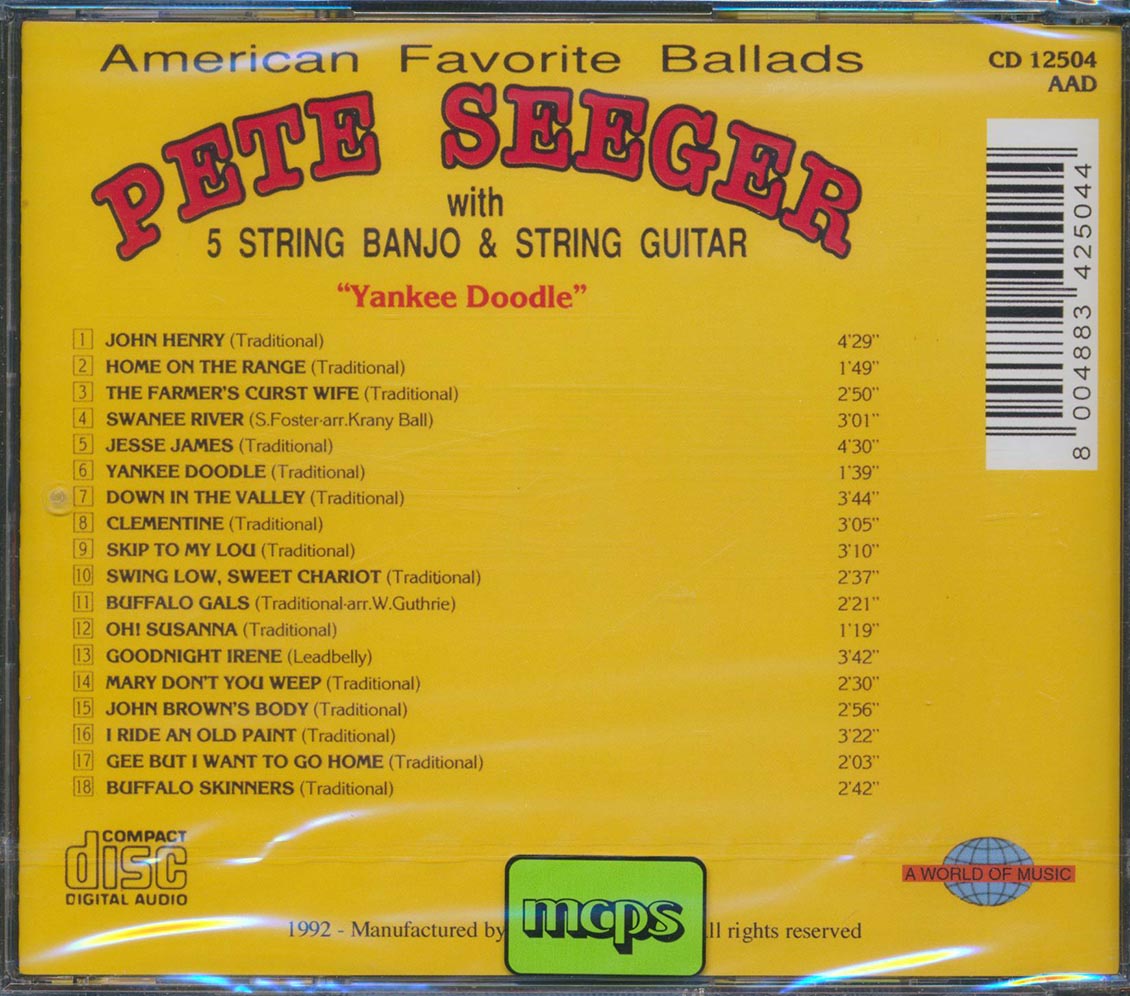 American Favorite Ballads
CD 12504
AAD
PETE SEEGER
with
5 STRING BANJO & STRING GUITAR
"Yankee Doodle"
1 JOHN HENRY (Traditional) 4'29"
2 HOME ON THE RANGE (Traditional) 1'49"
3 THE FARMER'S CURST WIFE (Traditional) 2'50"
4 SWANEE RIVER (S.Foster-arr.Krany Ball) 3'01"
5 JESSE JAMES (Traditional) 4'30"
6 YANKEE DOODLE (Traditional) 1'39"
7 DOWN IN THE VALLEY (Traditional) 3'44"
8 CLEMENTINE (Traditional) 3'05"
9 SKIP TO MY LOU (Traditional) 3'10"
10 SWING LOW, SWEET CHARIOT (Traditional) 2'37"
11 BUFFALO GALS (Traditional-arr.W.Guthrie) 2'21"
12 OH! SUSANNA (Traditional) 1'19"
13 GOODNIGHT IRENE (Leadbelly) 3'42"
14 MARY DON'T YOU WEEP (Traditional) 2'30"
15 JOHN BROWN'S BODY (Traditional) 2'56"
16 I RIDE AN OLD PAINT (Traditional) 3'22"
17 GEE BUT I WANT TO GO HOME (Traditional) 2'03"
18 BUFFALO SKINNERS (Traditional) 2'42"
8 004883 425044
COMPACT
disc
DIGITAL AUDIO
A WORLD OF MUSIC
mcps
1992 - Manufactured by ll rights reserved